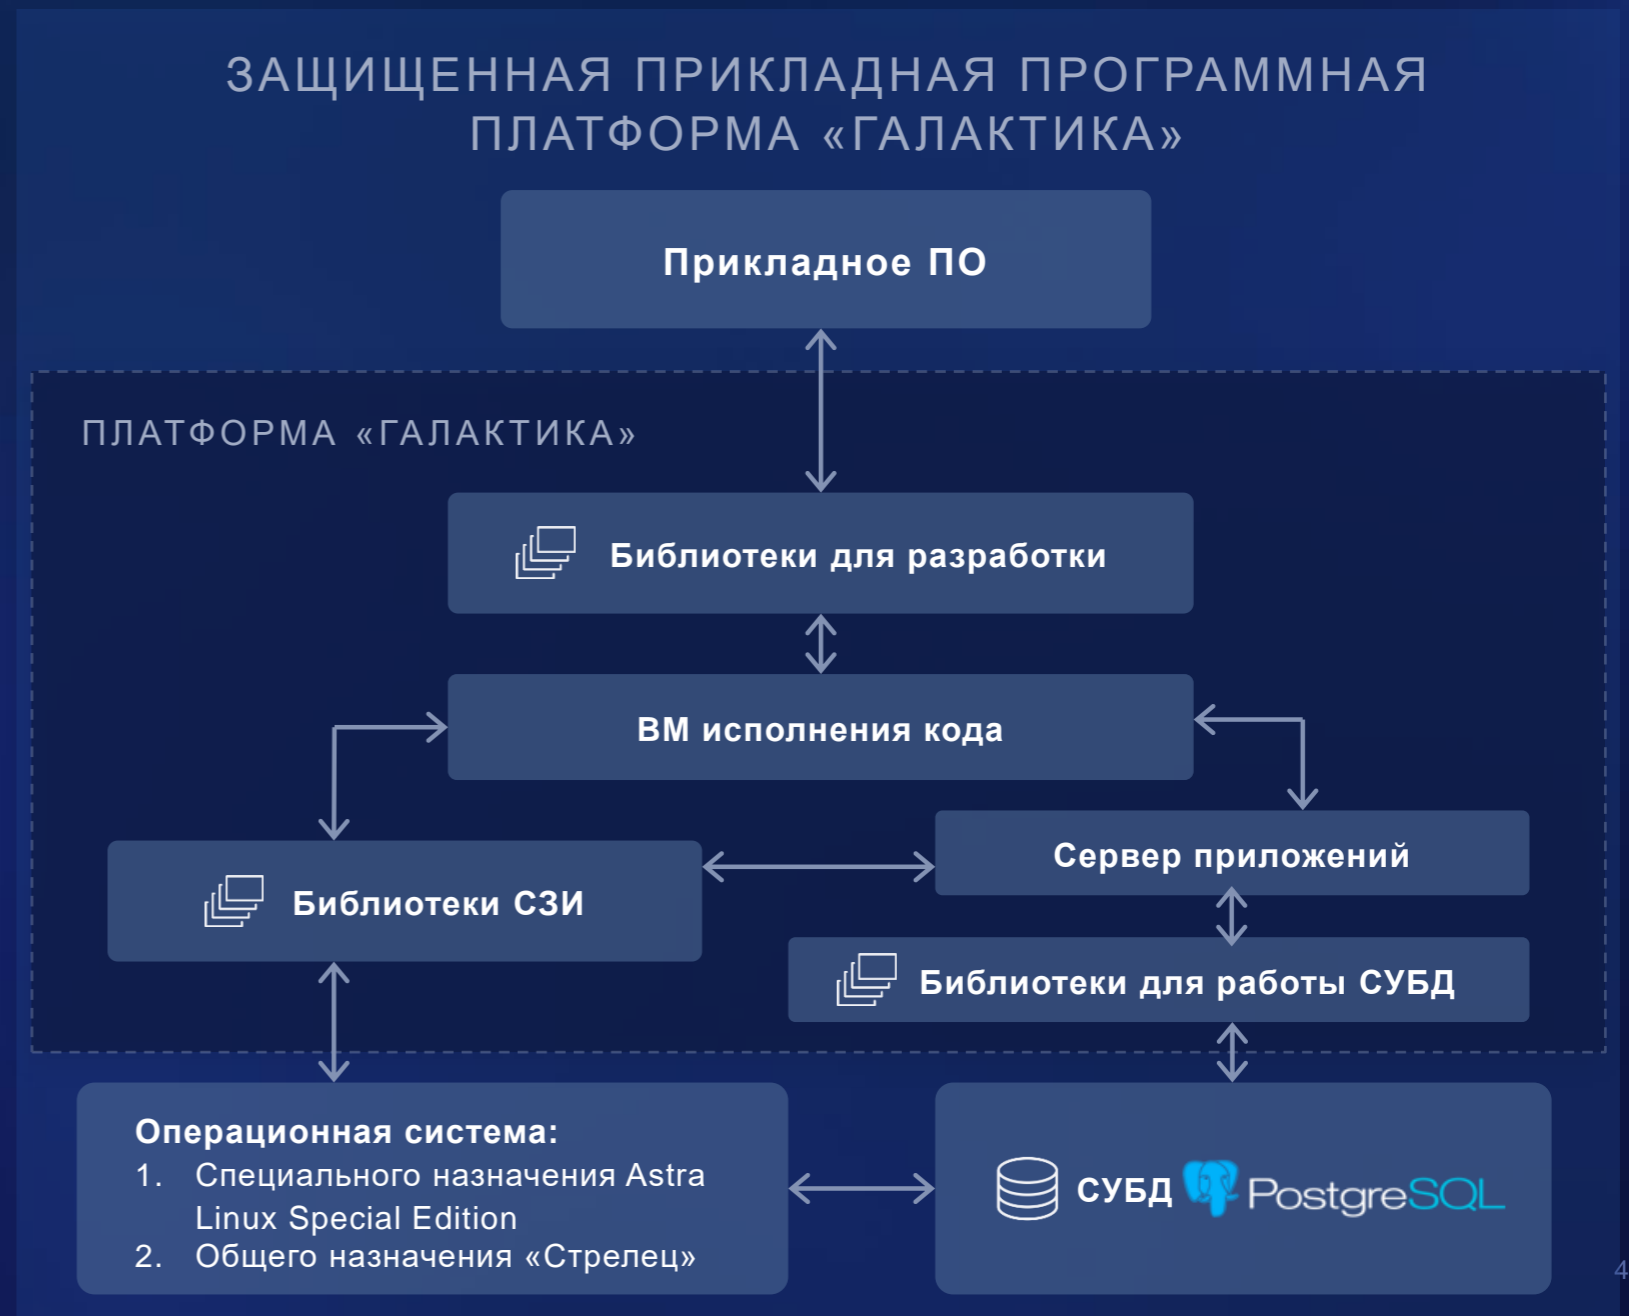 ЗАЩИЩЕННАЯ ПРИКЛАДНАЯ ПРОГРАММНАЯ
ПЛАТФОРМА «ГАЛАКТИКА»
Прикладное ПО
ПЛАТФОРМА «ГАЛАКТИКА»
Библиотеки для разработки
ВМ исполнения кода
Сервер приложений
Библиотеки СЗИ
Библиотеки для работы СУБД
Операционная система:
1. Специального назначения Astra
Linux Special Edition
2. Общего назначения «Стрелец»
СУБД PostgreSQL
4